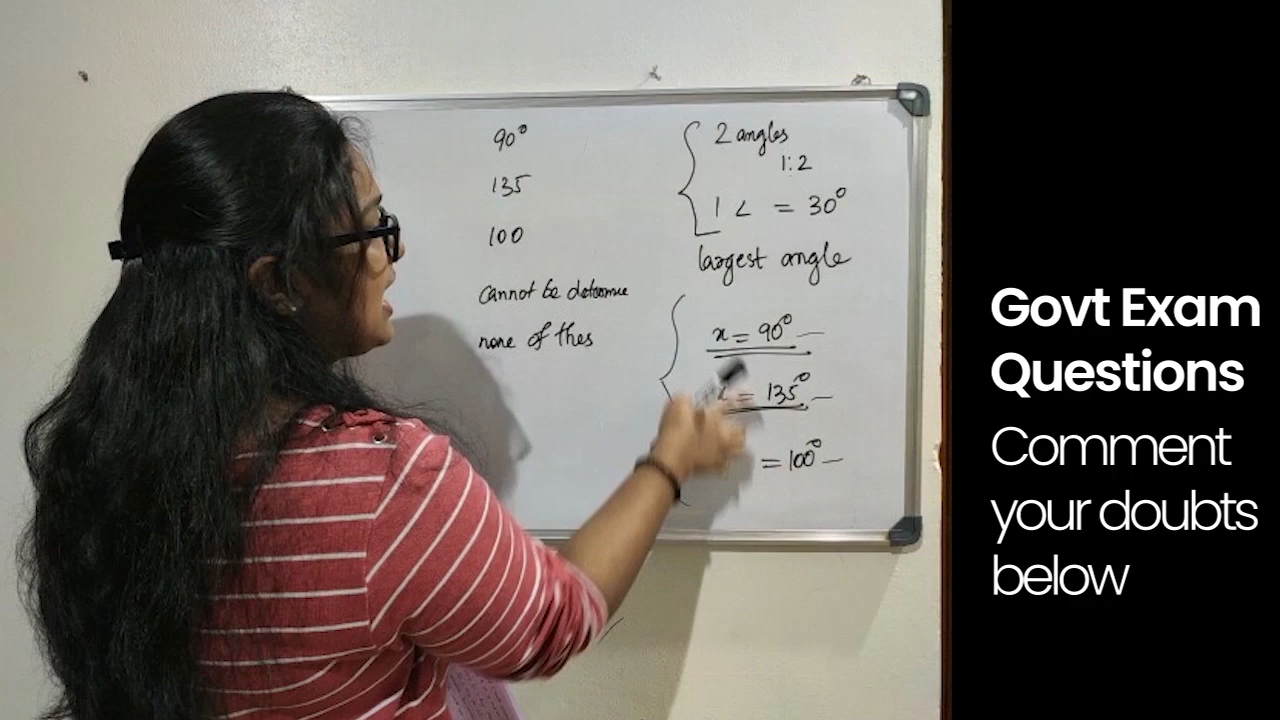 90°
135
100
cannot be determine
none of thes
2 angles
1:2
1 ∠ = 30°
largest angle
x = 90° —
x = 135° —
= 100° —
Govt Exam
Questions
Comment
your doubts
below